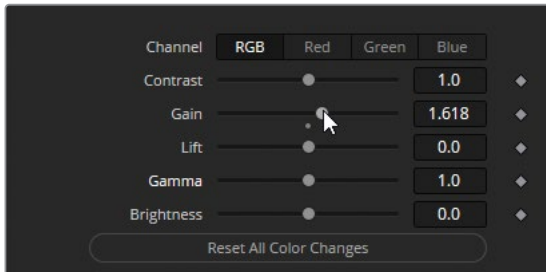 Channel RGB Red Green Blue
Contrast 1.0
Gain 1.618
Lift 0.0
Gamma 1.0
Brightness 0.0
Reset All Color Changes